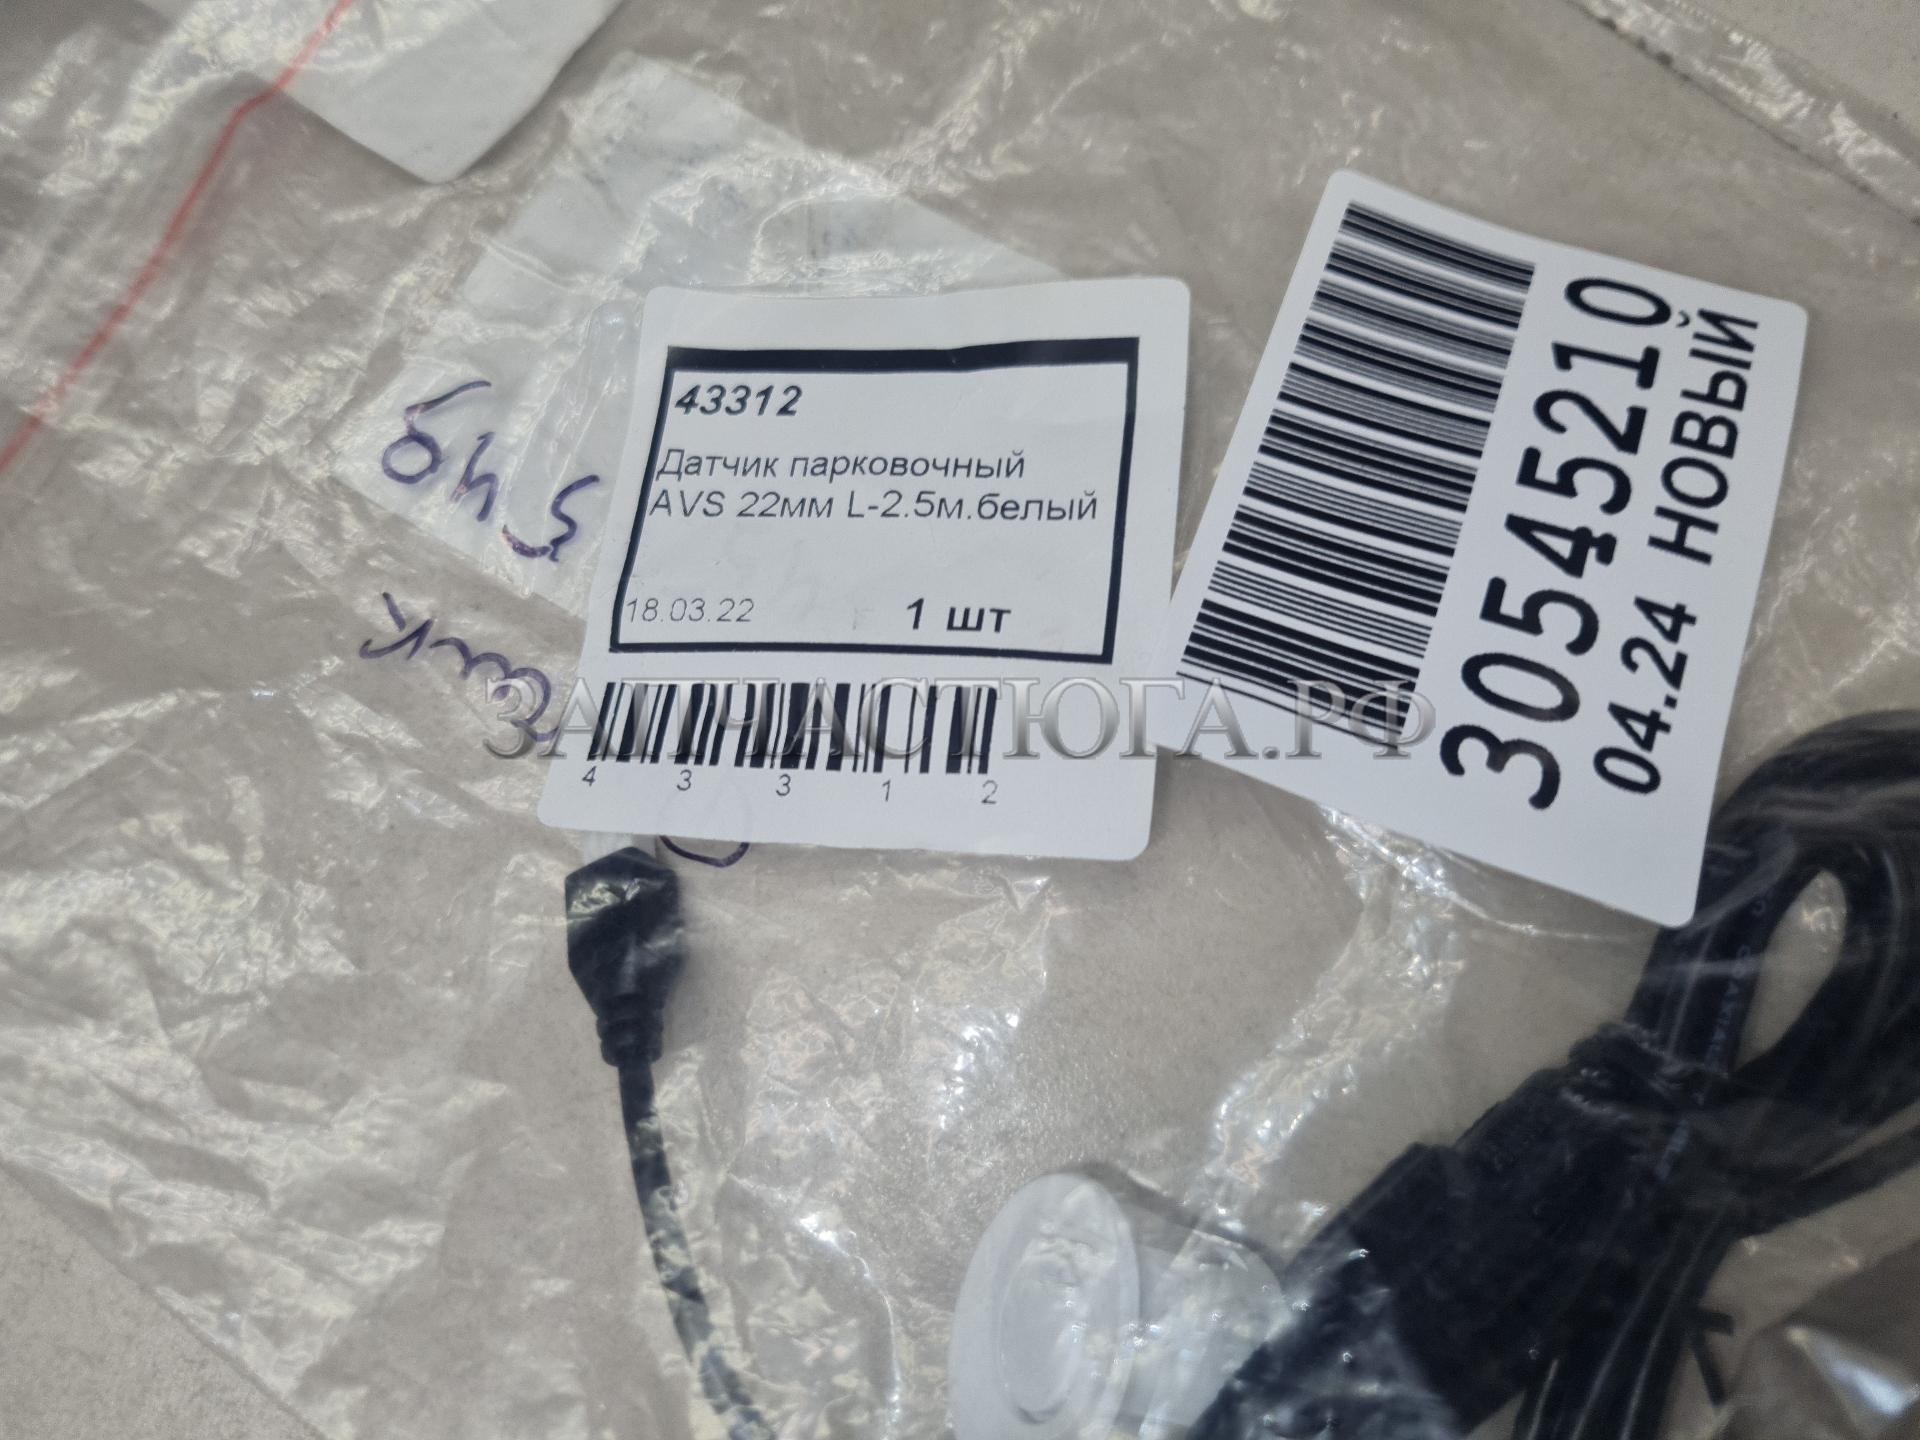 43312
Датчик парковочный
AVS 22мм L-2.5м.белый
18.03.22 1 шт
4 3 3 1 2
30545210
04.24 НОВЫЙ
ЗАПЧАСТЮГА.РФ